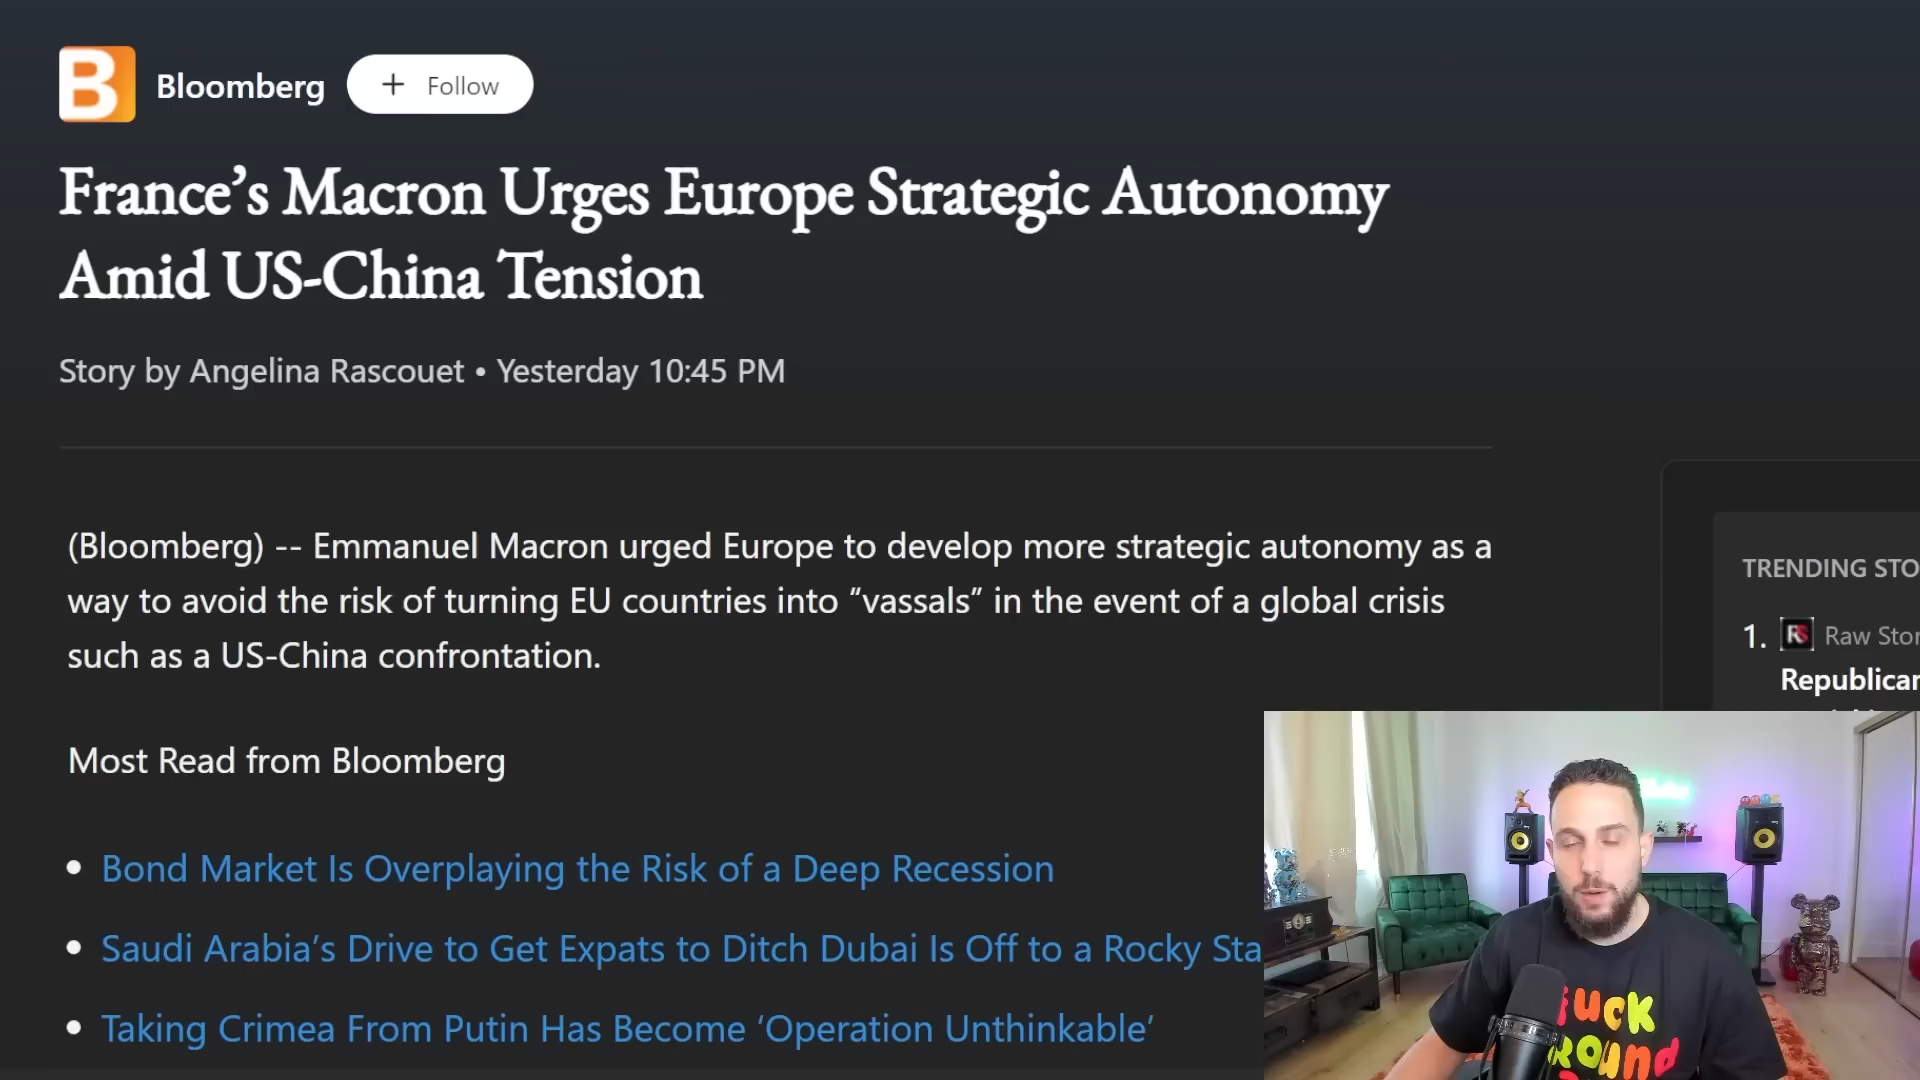 B Bloomberg + Follow
France’s Macron Urges Europe Strategic Autonomy
Amid US-China Tension
Story by Angelina Rascouet • Yesterday 10:45 PM
(Bloomberg) -- Emmanuel Macron urged Europe to develop more strategic autonomy as a
way to avoid the risk of turning EU countries into “vassals” in the event of a global crisis
such as a US-China confrontation.
Most Read from Bloomberg
• Bond Market Is Overplaying the Risk of a Deep Recession
• Saudi Arabia’s Drive to Get Expats to Ditch Dubai Is Off to a Rocky Sta
• Taking Crimea From Putin Has Become ‘Operation Unthinkable’
TRENDING STO
1. RS Raw Stor
Republican